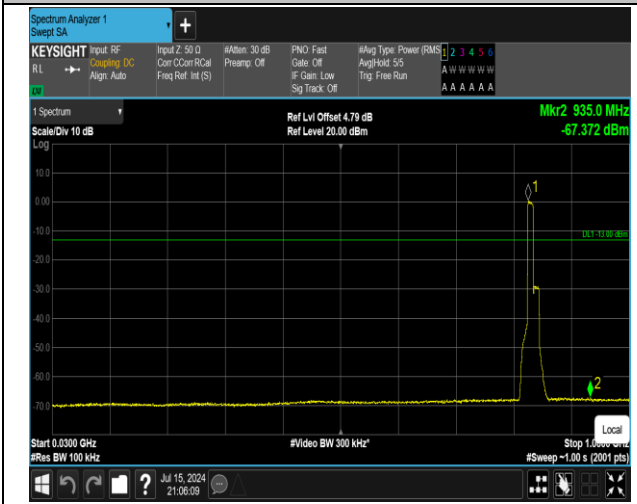 Spectrum Analyzer 1
Swept SA
+
KEYSIGHT
RL
Input: RF
Coupling: DC
Align: Auto
Input Z: 50 Ω
Corr CCorr RCal
Freq Ref: Int (S)
#Atten: 30 dB
Preamp: Off
PNO: Fast
Gate: Off
IF Gain: Low
Sig Track: Off
#Avg Type: Power (RMS
Avg|Hold: 5/5
Trig: Free Run
1 2 3 4 5 6
A W W W W W
A A A A A A
1 Spectrum
Scale/Div 10 dB
Log
Ref Lvl Offset 4.79 dB
Ref Level 20.00 dBm
Mkr2 935.0 MHz
-67.372 dBm
10.0
0.00
-10.0
-20.0
-30.0
-40.0
-50.0
-60.0
-70.0
1
DL1 -13.00 dBm
2
Local
Start 0.0300 GHz
#Res BW 100 kHz
#Video BW 300 kHz*
Stop 1.0000 GHz
#Sweep ~1.00 s (2001 pts)
?
Jul 15, 2024
21:06:09